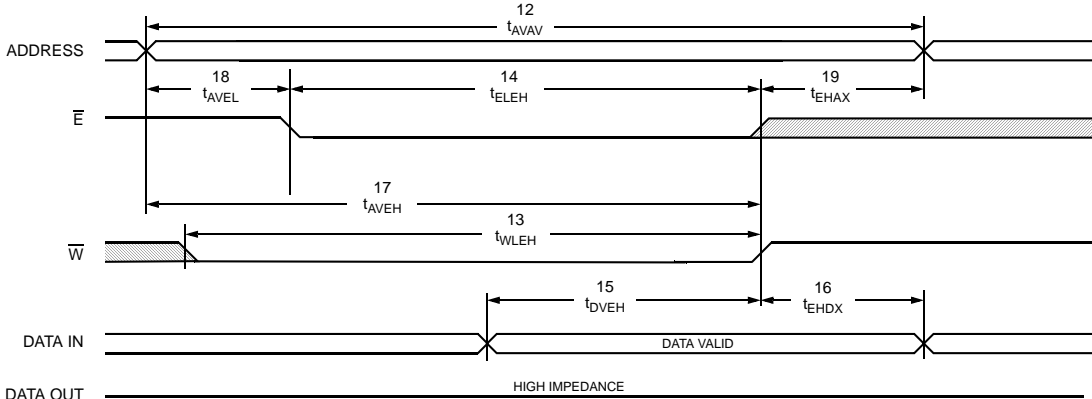 12
tAVAV
ADDRESS
18
tAVEL
14
tELEH
19
tEHAX
E
17
tAVEH
13
tWLEH
W
15
tDVEH
16
tEHDX
DATA IN
DATA VALID
DATA OUT
HIGH IMPEDANCE